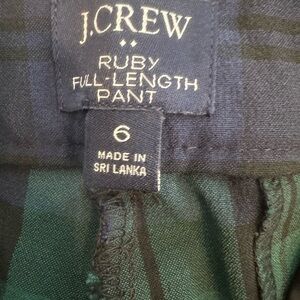 J.CREW
RUBY
FULL-LENGTH
PANT
6
MADE IN
SRI LANKA